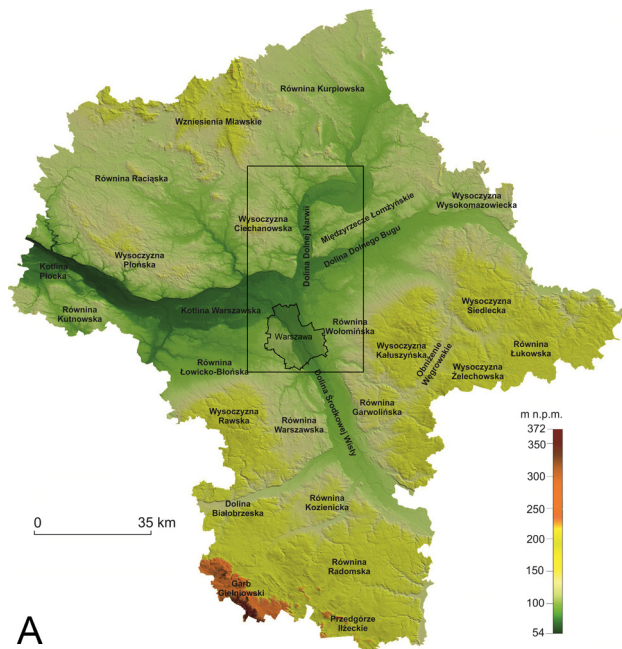 Równina Kurpiowska
Wzniesienia Mławskie
Równina Raciąska
Wysoczyzna
Wysokomazowiecka
Międzyrzecze Łomżyńskie
Wysoczyzna
Ciechanowska
Dolina Dolnej Narwii
Dolina Dolnego Bugu
Wysoczyzna
Płońska
Kotlina
Płocka
Wysoczyzna
Siedlecka
Kotlina Warszawska
Równina
Kutnowska
Równina
Wołomińska
Warszawa
Wysoczyzna
Kałuszyńska
Równina
Łukowska
Obniżenie
Węgrowskie
Równina
Łowicko-Błońska
Wysoczyzna
Żelechowska
Dolina Środkowej Wisły
Równina
Garwolińska
Wysoczyzna
Rawska
Równina
Warszawska
m n.p.m.
372
350
300
250
200
150
100
54
Równina
Kozienicka
Dolina
Białobrzeska
0 35 km
Równina
Radomska
Garb
Gielniowski
Przedgórze
Iłżeckie
A